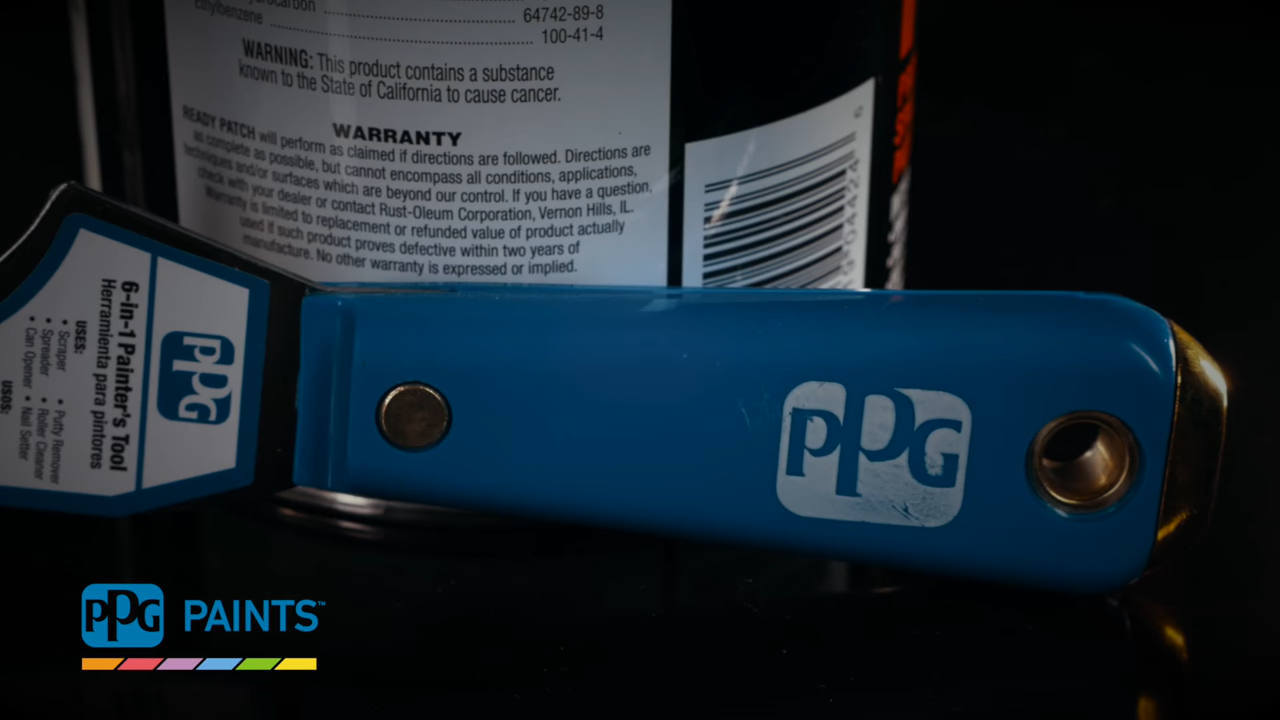 Hydrocarbon 64742-89-8
Ethylbenzene 100-41-4
WARNING: This product contains a substance
known to the State of California to cause cancer.
WARRANTY
READY PATCH will perform as claimed if directions are followed. Directions are
as complete as possible, but cannot encompass all conditions, applications,
techniques and/or surfaces which are beyond our control. If you have a question,
check with your dealer or contact Rust-Oleum Corporation, Vernon Hills, IL.
Warranty is limited to replacement or refunded value of product actually
used if such product proves defective within two years of
manufacture. No other warranty is expressed or implied.
PPG
6-in-1 Painter's Tool
Herramienta para pintores
USES:
• Scraper • Putty Remover
• Spreader • Roller Cleaner
• Can Opener • Nail Setter
USOS:
PPG
PPG PAINTS™